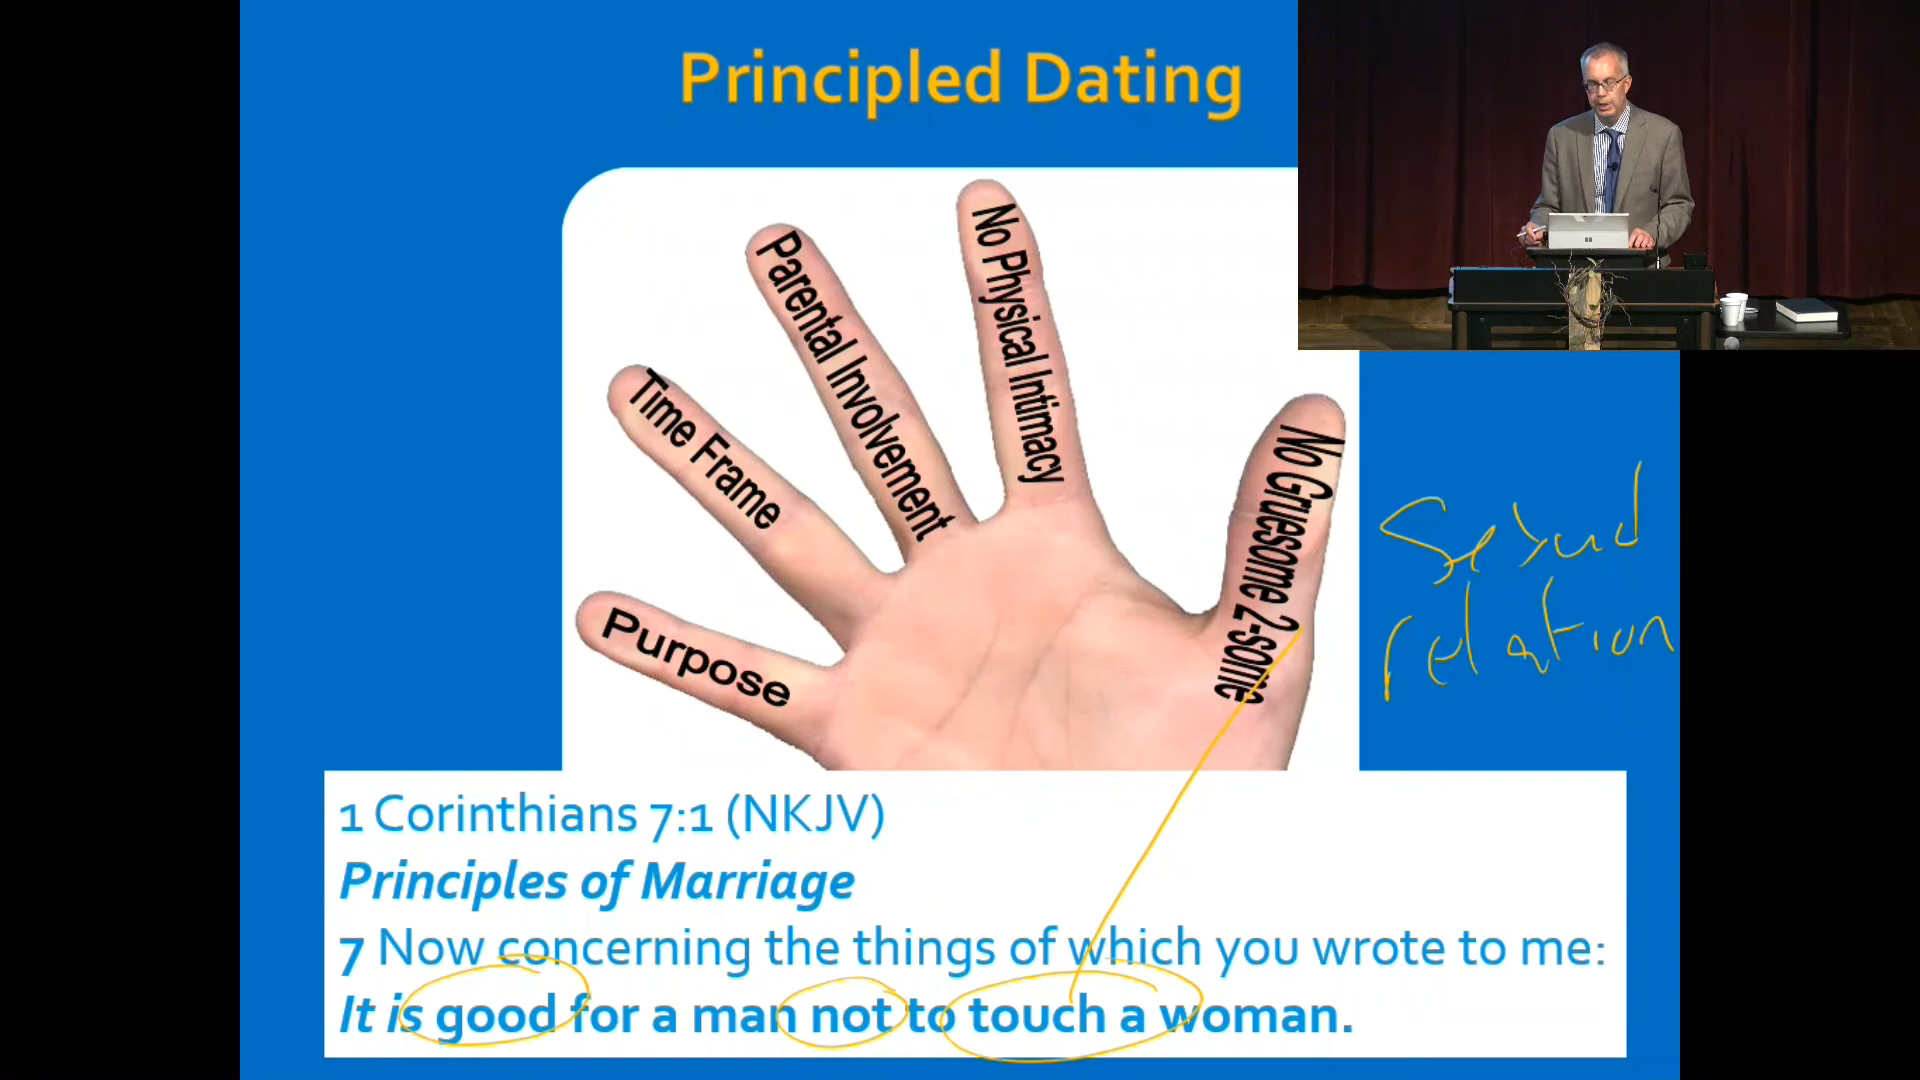 Principled Dating
Purpose
Time Frame
Parental Involvement
No Physical Intimacy
No Gruesome 2-some
Sexual
relation
1 Corinthians 7:1 (NKJV)
Principles of Marriage
7 Now concerning the things of which you wrote to me:
It is good for a man not to touch a woman.